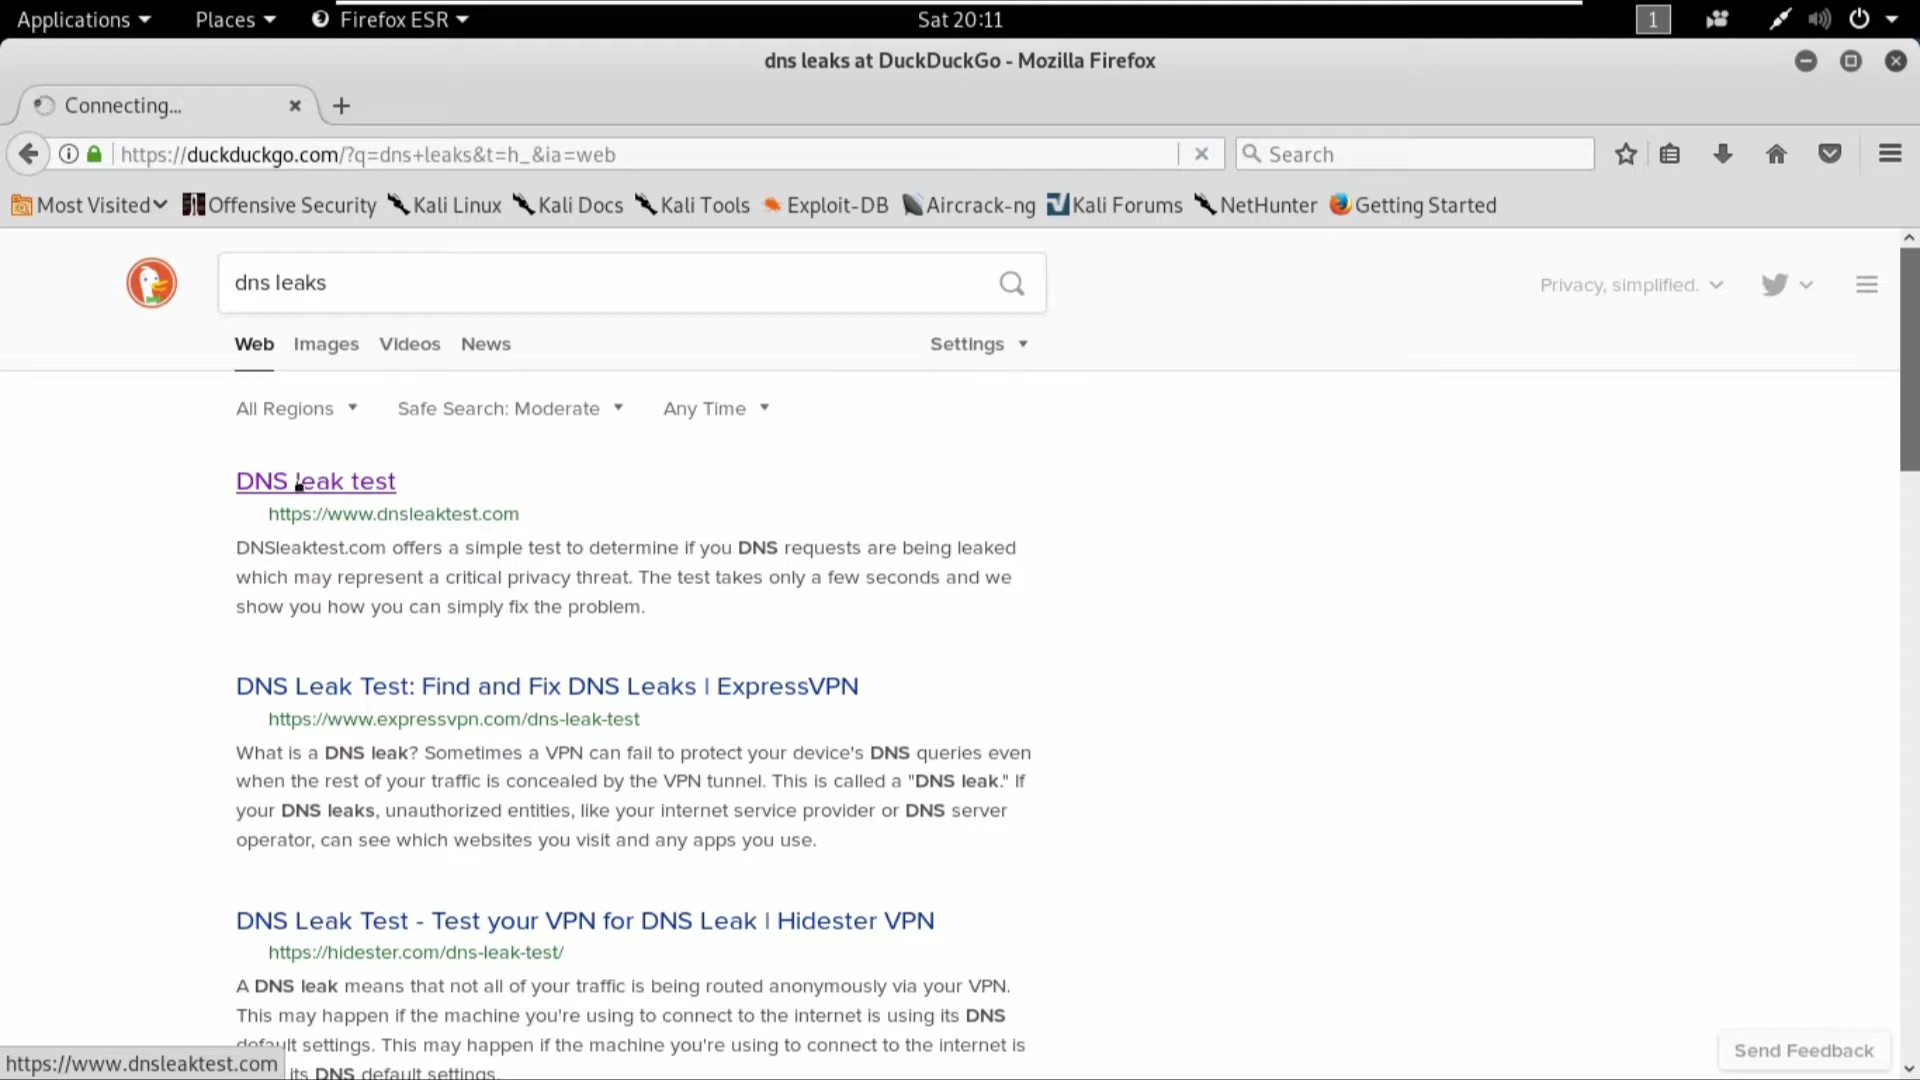 Applications Places Firefox ESR Sat 20:11 1
dns leaks at DuckDuckGo - Mozilla Firefox
Connecting...
https://duckduckgo.com/?q=dns+leaks&t=h_&ia=web Search
Most Visited Offensive Security Kali Linux Kali Docs Kali Tools Exploit-DB Aircrack-ng Kali Forums NetHunter Getting Started
dns leaks Privacy, simplified.
Web Images Videos News Settings
All Regions Safe Search: Moderate Any Time
DNS leak test
https://www.dnsleaktest.com
DNSleaktest.com offers a simple test to determine if you DNS requests are being leaked
which may represent a critical privacy threat. The test takes only a few seconds and we
show you how you can simply fix the problem.
DNS Leak Test: Find and Fix DNS Leaks | ExpressVPN
https://www.expressvpn.com/dns-leak-test
What is a DNS leak? Sometimes a VPN can fail to protect your device's DNS queries even
when the rest of your traffic is concealed by the VPN tunnel. This is called a "DNS leak." If
your DNS leaks, unauthorized entities, like your internet service provider or DNS server
operator, can see which websites you visit and any apps you use.
DNS Leak Test - Test your VPN for DNS Leak | Hidester VPN
https://hidester.com/dns-leak-test/
A DNS leak means that not all of your traffic is being routed anonymously via your VPN.
This may happen if the machine you're using to connect to the internet is using its DNS
default settings. This may happen if the machine you're using to connect to the internet is
its DNS default settings.
Send Feedback
https://www.dnsleaktest.com